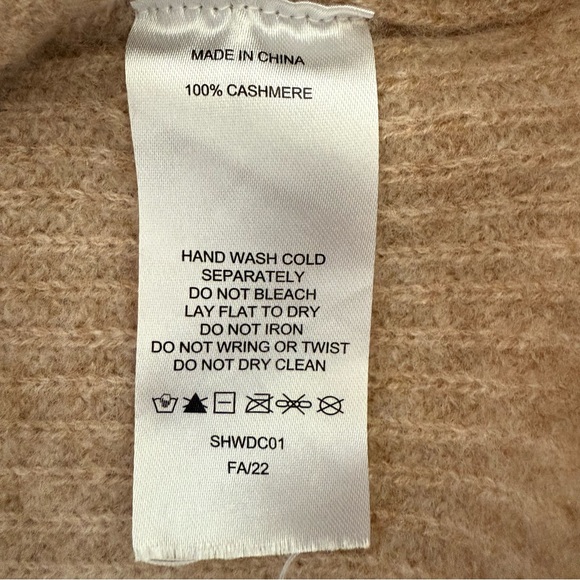 MADE IN CHINA
100% CASHMERE
HAND WASH COLD
SEPARATELY
DO NOT BLEACH
LAY FLAT TO DRY
DO NOT IRON
DO NOT WRING OR TWIST
DO NOT DRY CLEAN
SHWDC01
FA/22